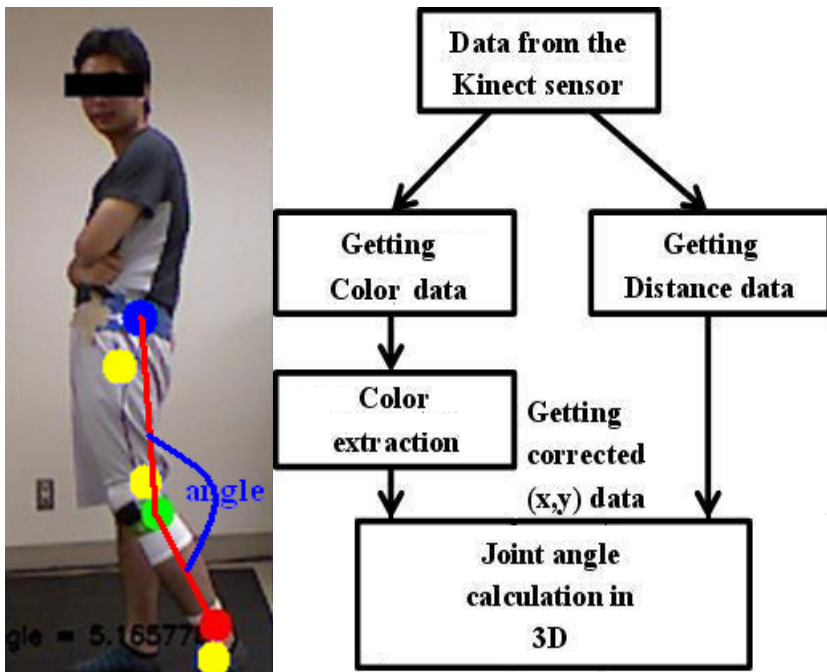 Data from the
Kinect sensor
Getting
Color data
Getting
Distance data
Color
extraction
Getting
corrected
(x,y) data
Joint angle
calculation in
3D
angle
gle = 5.16577